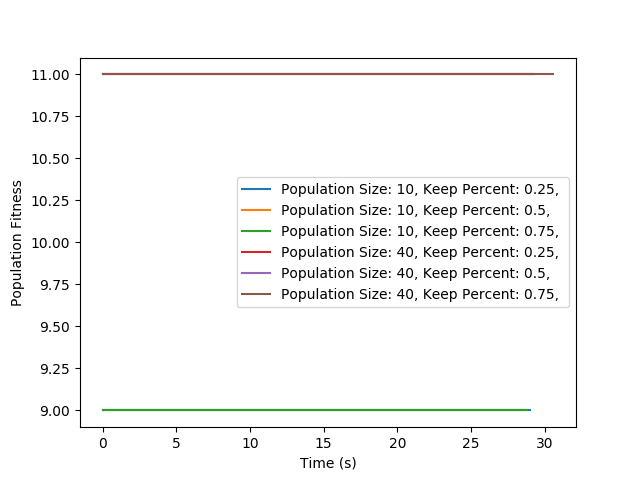 11.00
10.75
10.50
10.25
10.00
9.75
9.50
9.25
9.00
Population Fitness
Population Size: 10, Keep Percent: 0.25,
Population Size: 10, Keep Percent: 0.5,
Population Size: 10, Keep Percent: 0.75,
Population Size: 40, Keep Percent: 0.25,
Population Size: 40, Keep Percent: 0.5,
Population Size: 40, Keep Percent: 0.75,
0 5 10 15 20 25 30
Time (s)